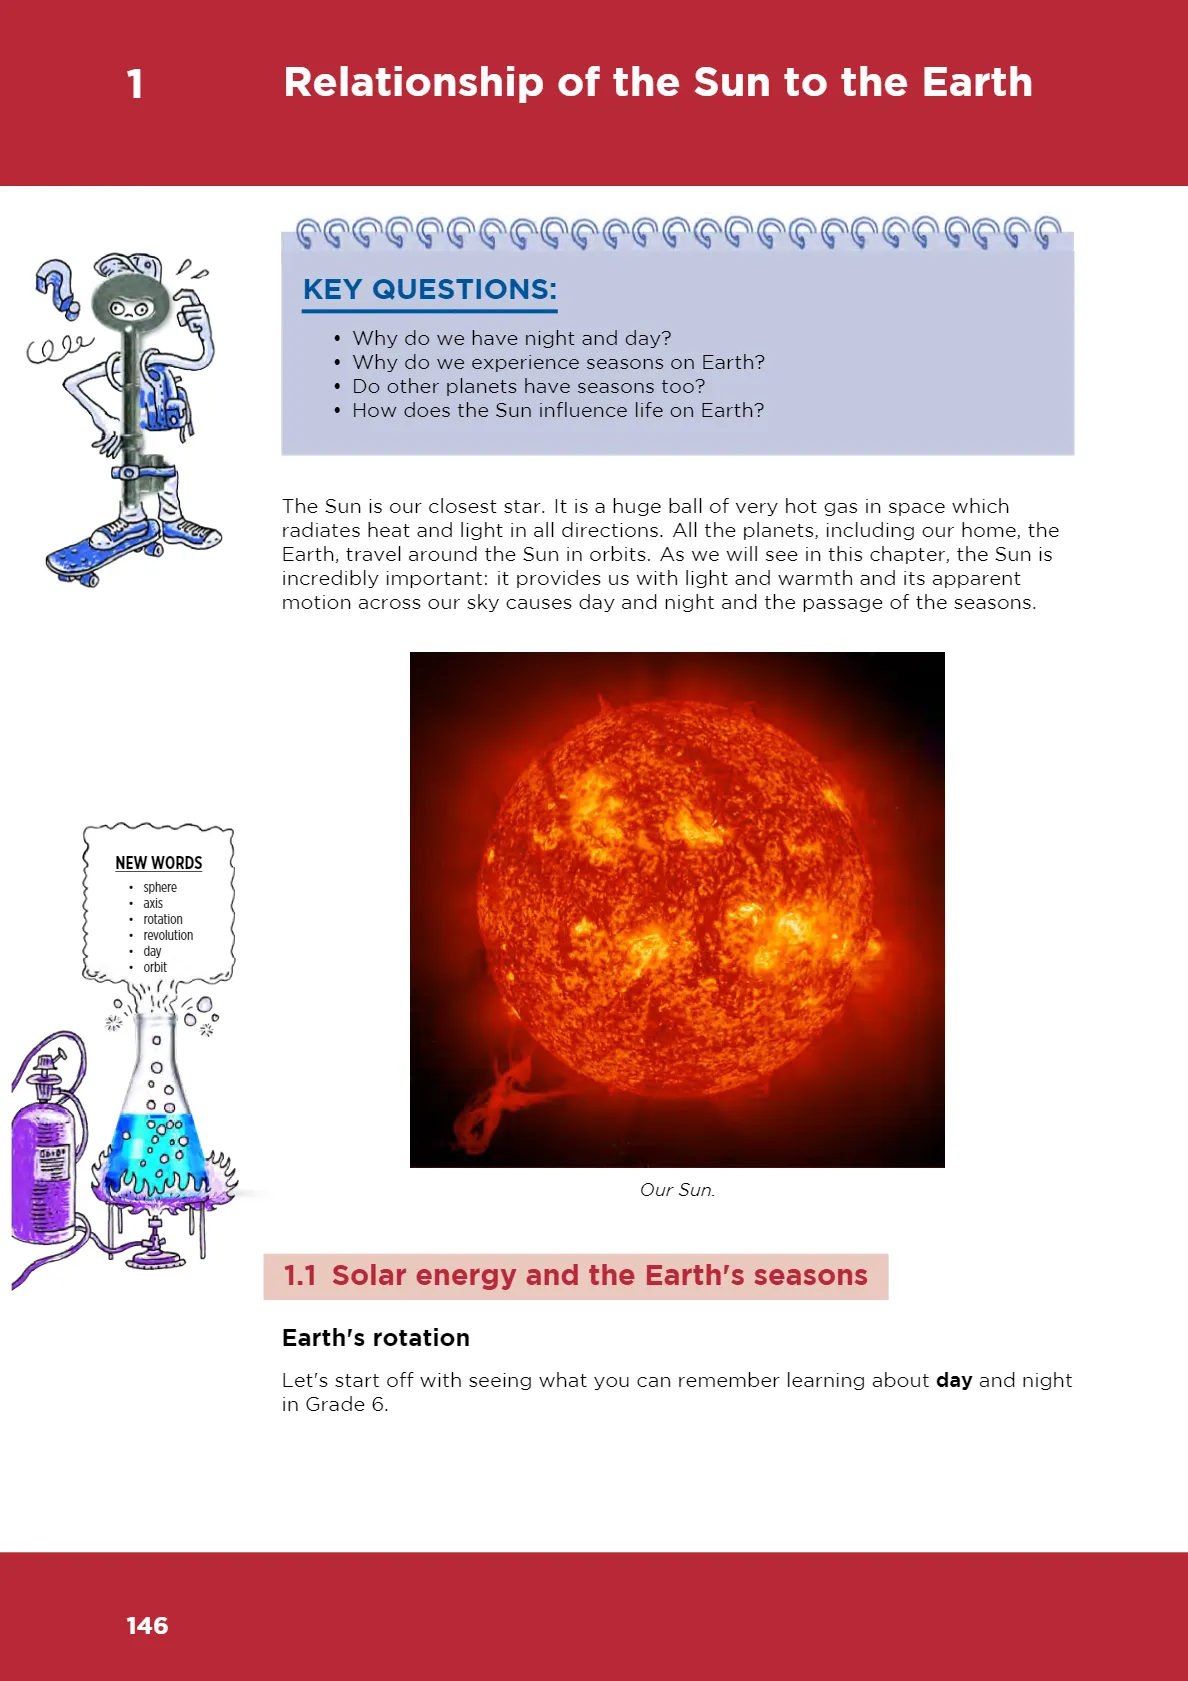 1 Relationship of the Sun to the Earth
KEY QUESTIONS:
• Why do we have night and day?
• Why do we experience seasons on Earth?
• Do other planets have seasons too?
• How does the Sun influence life on Earth?
The Sun is our closest star. It is a huge ball of very hot gas in space which
radiates heat and light in all directions. All the planets, including our home, the
Earth, travel around the Sun in orbits. As we will see in this chapter, the Sun is
incredibly important: it provides us with light and warmth and its apparent
motion across our sky causes day and night and the passage of the seasons.
NEW WORDS
• sphere
• axis
• rotation
• revolution
• day
• orbit
Our Sun.
1.1 Solar energy and the Earth's seasons
Earth's rotation
Let's start off with seeing what you can remember learning about day and night
in Grade 6.
146